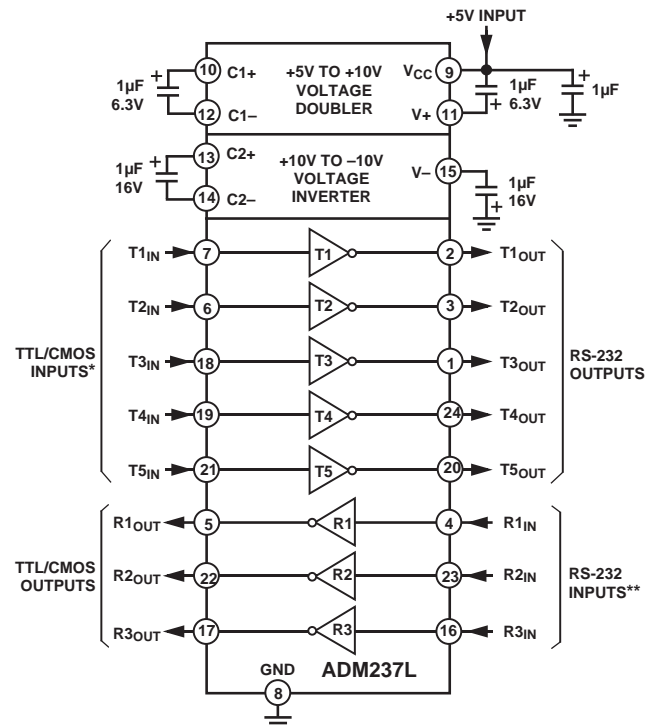 +5V INPUT
10 C1+ +5V TO +10V VCC 9
1µF + 6.3V
VOLTAGE
12 C1– DOUBLER V+ 11
+ 1µF 6.3V
+ 1µF
13 C2+ +10V TO –10V V– 15
1µF + 16V
VOLTAGE
14 C2– INVERTER
1µF + 16V
T1IN 7 T1 2 T1OUT
T2IN 6 T2 3 T2OUT
TTL/CMOS INPUTS*
T3IN 18 T3 1 T3OUT
RS-232 OUTPUTS
T4IN 19 T4 24 T4OUT
T5IN 21 T5 20 T5OUT
R1OUT 5 R1 4 R1IN
TTL/CMOS OUTPUTS
R2OUT 22 R2 23 R2IN
RS-232 INPUTS**
R3OUT 17 R3 16 R3IN
GND ADM237L
8